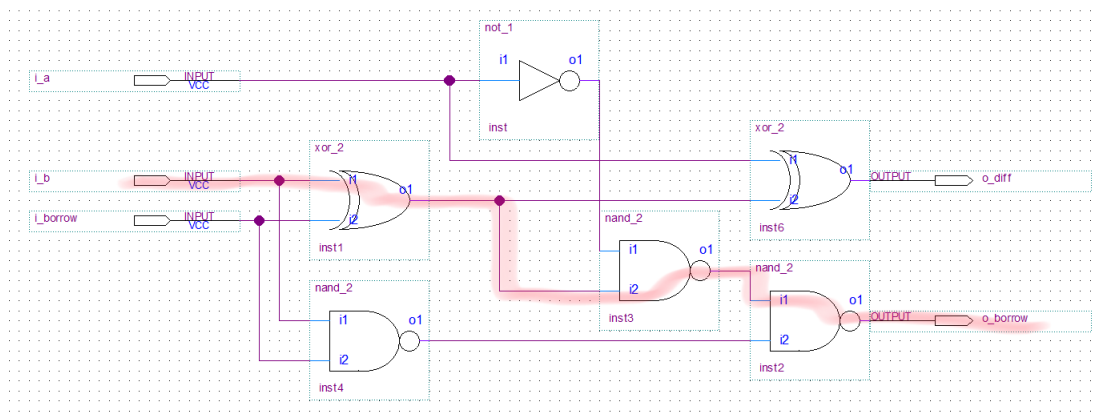 not_1
i1
o1
inst
i_a
INPUT
VCC
xor_2
i1
i2
o1
inst1
i_b
INPUT
VCC
i_borrow
INPUT
VCC
xor_2
i1
i2
o1
inst6
OUTPUT
o_diff
nand_2
i1
i2
o1
inst3
nand_2
i1
i2
o1
inst4
nand_2
i1
i2
o1
inst2
OUTPUT
o_borrow